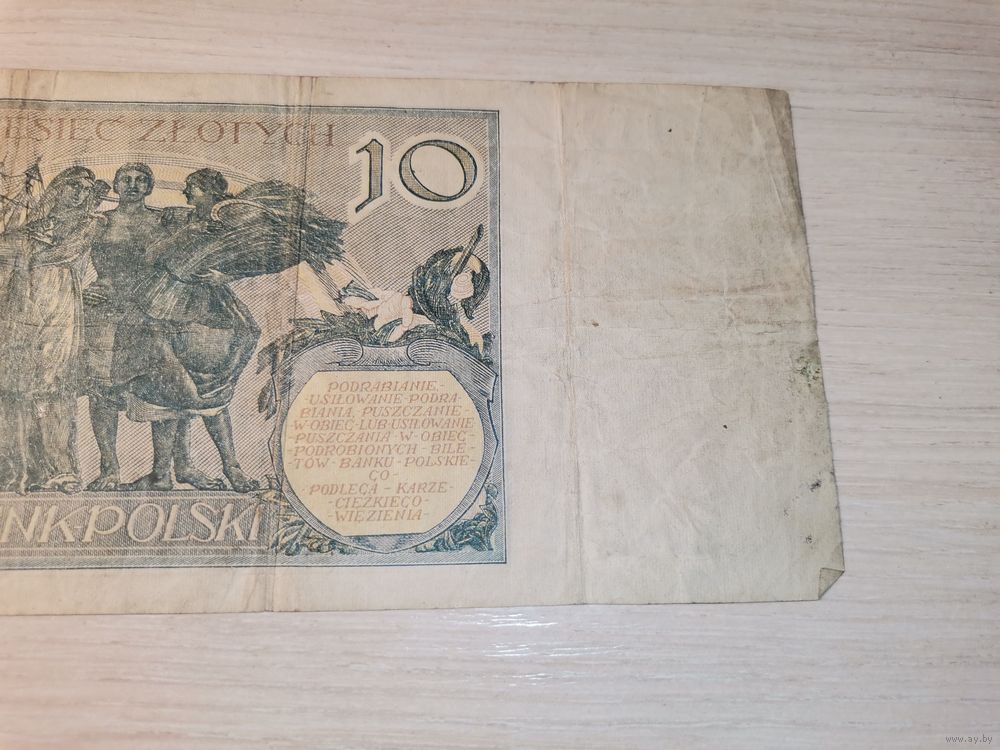 ESIĘĆ ZŁOTYCH
10
PODRABIANIE,-
USIŁOWANIE-PODRA-
BIANIA, PUSZCZANIE-
W-OBIEG-LUB-USIŁOWANIE
-PUSZCZANIA-W-OBIEG-
-PODROBIONYCH-BILE-
TÓW-BANKU-POLSKIE-
GO-
PODLEGA-KARZE-
CIĘŻKIEGO-
-WIĘZIENIA-
NK·POLSKI
www.ay.by